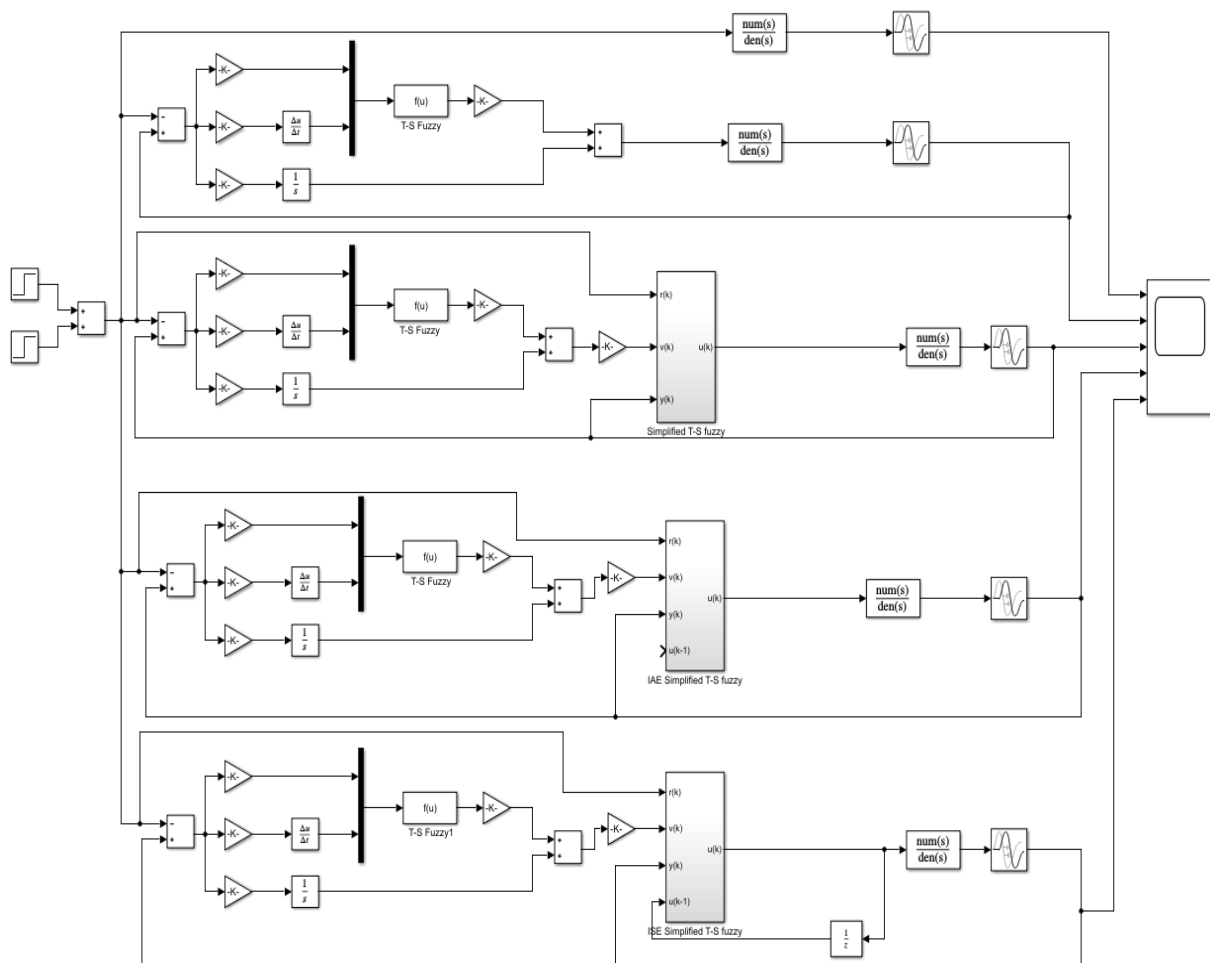 num(s)
den(s)
-K-
-K-
Δu
Δt
f(u)
T-S Fuzzy
-K-
-
+
+
+
num(s)
den(s)
-K-
1
s
-K-
-K-
Δu
Δt
f(u)
T-S Fuzzy
-K-
r(k)
+
+
-
+
+
+
-K-
v(k)
u(k)
num(s)
den(s)
-K-
1
s
y(k)
Simplified T-S fuzzy
-K-
-K-
Δu
Δt
f(u)
T-S Fuzzy
-K-
r(k)
-
+
+
+
-K-
v(k)
y(k)
u(k)
num(s)
den(s)
-K-
1
s
u(k-1)
IAE Simplified T-S fuzzy
-K-
-K-
Δu
Δt
f(u)
T-S Fuzzy1
-K-
r(k)
-
+
+
+
-K-
v(k)
u(k)
num(s)
den(s)
y(k)
-K-
1
s
u(k-1)
ISE Simplified T-S fuzzy
1
z